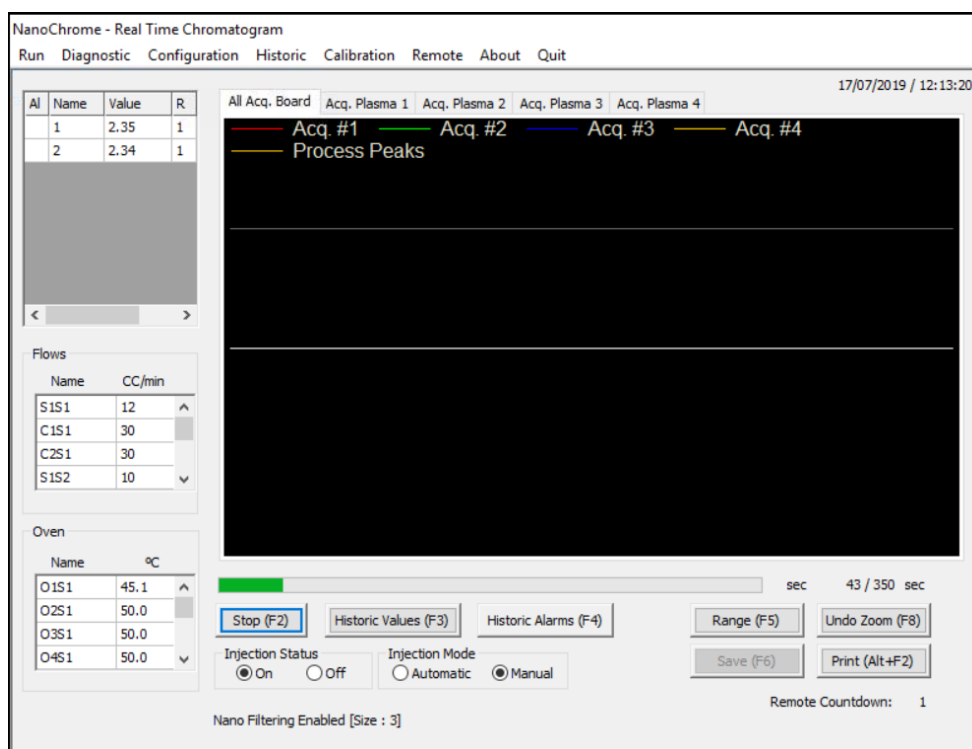 NanoChrome - Real Time Chromatogram
Run Diagnostic Configuration Historic Calibration Remote About Quit
17/07/2019 / 12:13:20
Al Name Value R
1 2.35 1
2 2.34 1
All Acq. Board Acq. Plasma 1 Acq. Plasma 2 Acq. Plasma 3 Acq. Plasma 4
Acq. #1 Acq. #2 Acq. #3 Acq. #4
Process Peaks
Flows
Name CC/min
S1S1 12
C1S1 30
C2S1 30
S1S2 10
Oven
Name ºC
O1S1 45.1
O2S1 50.0
O3S1 50.0
O4S1 50.0
sec 43 / 350 sec
Stop (F2) Historic Values (F3) Historic Alarms (F4) Range (F5) Undo Zoom (F8)
Injection Status Injection Mode
On Off Automatic Manual
Save (F6) Print (Alt+F2)
Remote Countdown: 1
Nano Filtering Enabled [Size : 3]